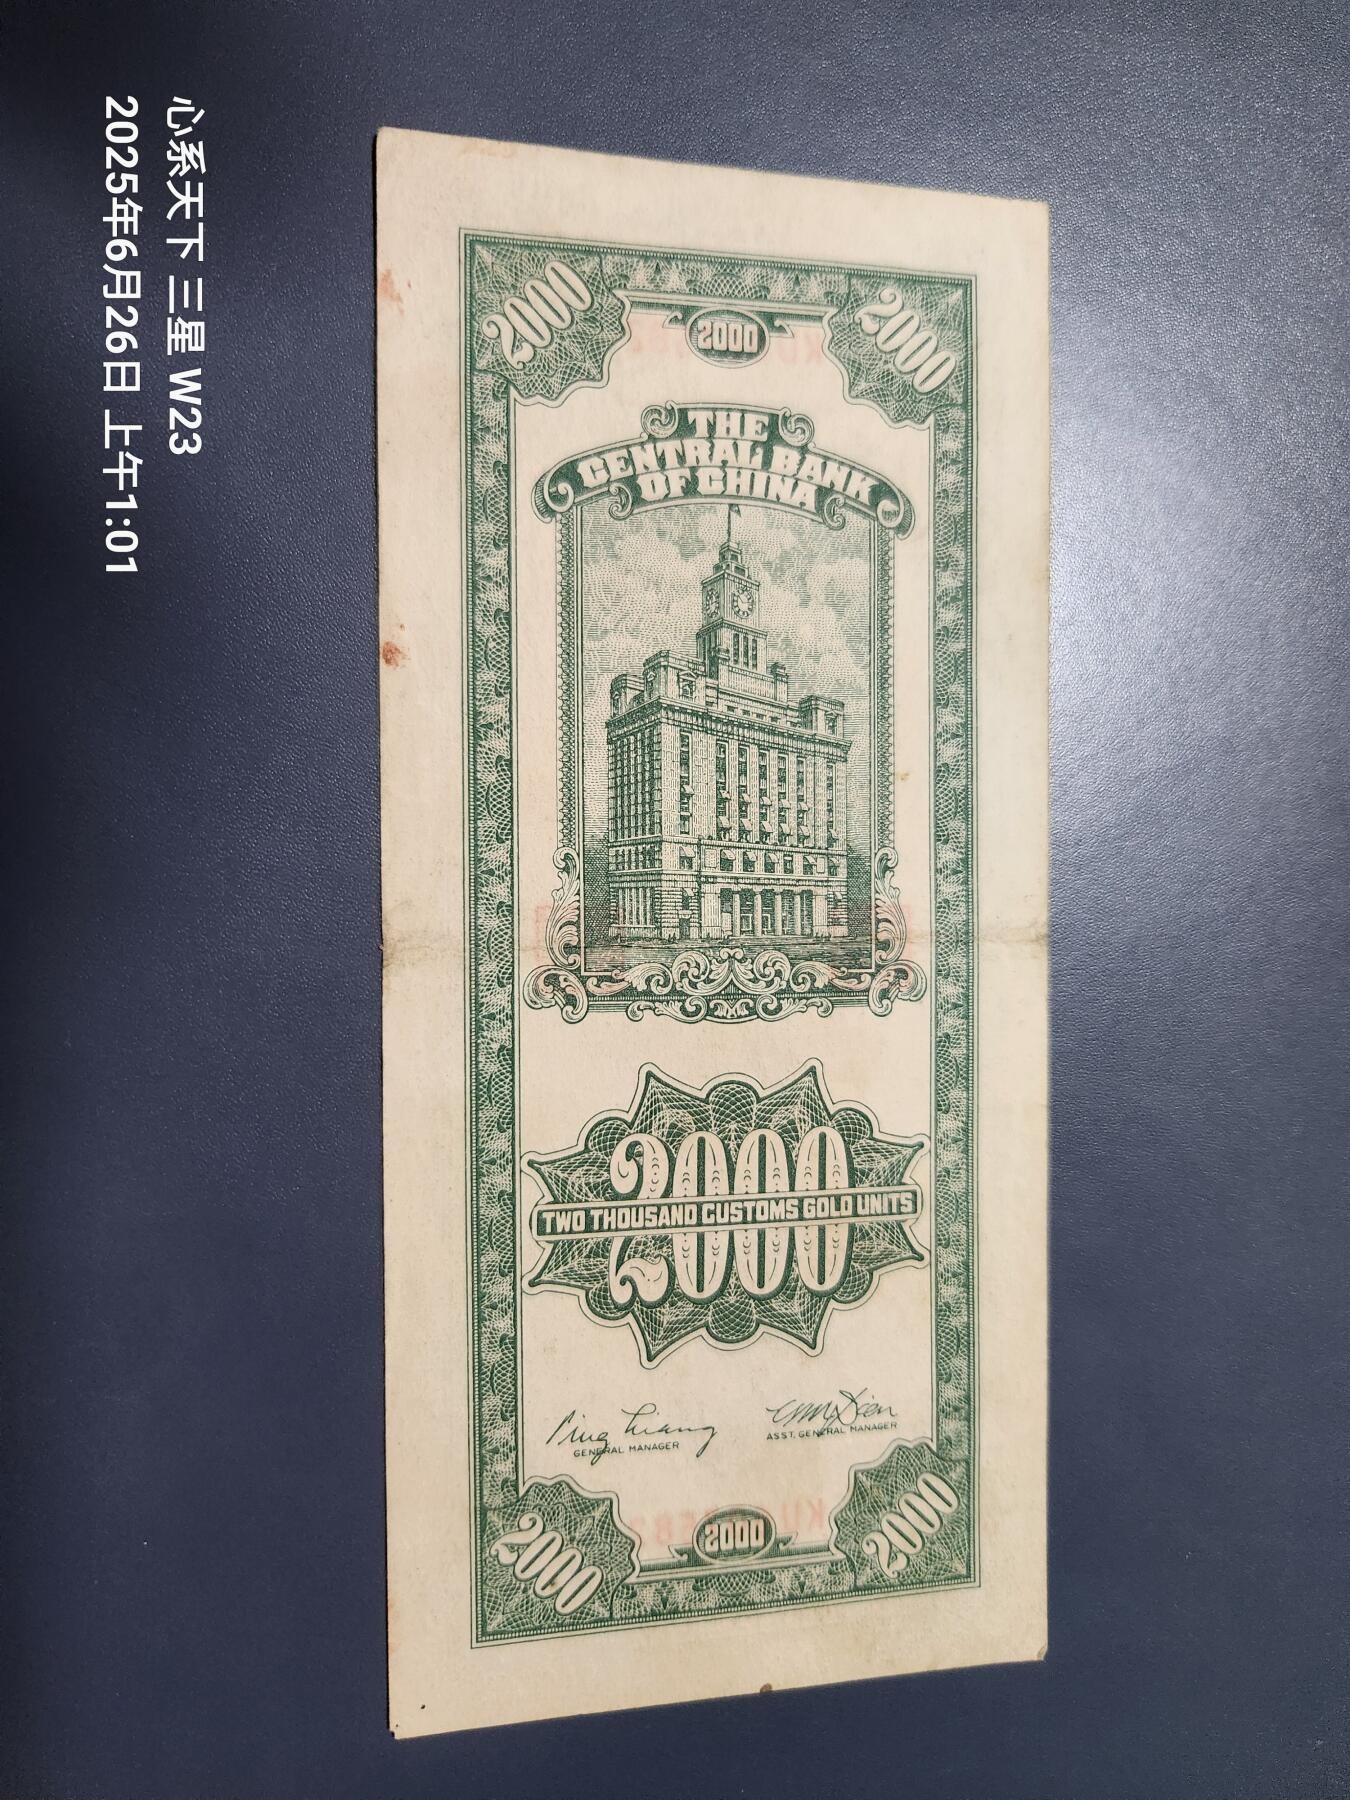 心系天下 三星 W23
2025年6月26日 上午1:01
2000
2000
2000
THE
CENTRAL BANK
OF CHINA
2000
TWO THOUSAND CUSTOMS GOLD UNITS
GENERAL MANAGER
ASST. GENERAL MANAGER
2000
2000
2000